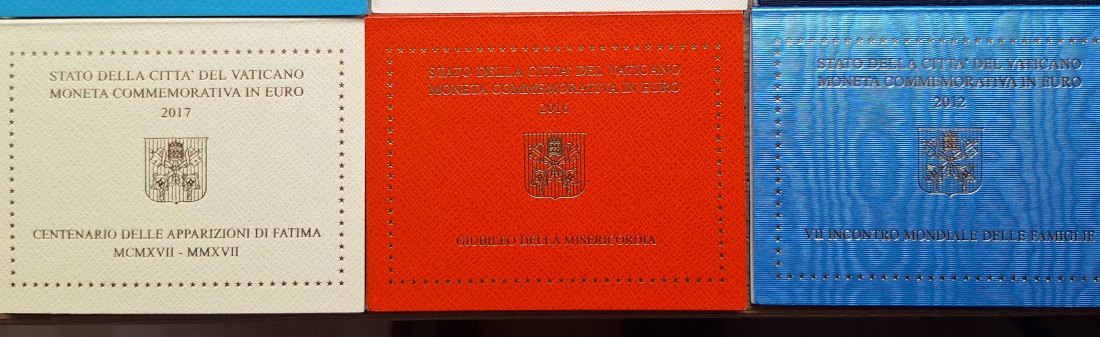 STATO DELLA CITTA' DEL VATICANO
MONETA COMMEMORATIVA IN EURO
2017
CENTENARIO DELLE APPARIZIONI DI FATIMA
MCMXVII - MMXVII
STATO DELLA CITTA' DEL VATICANO
MONETA COMMEMORATIVA IN EURO
2016
GIUBILEO DELLA MISERICORDIA
STATO DELLA CITTA' DEL VATICANO
MONETA COMMEMORATIVA IN EURO
2012
VII INCONTRO MONDIALE DELLE FAMIGLIE